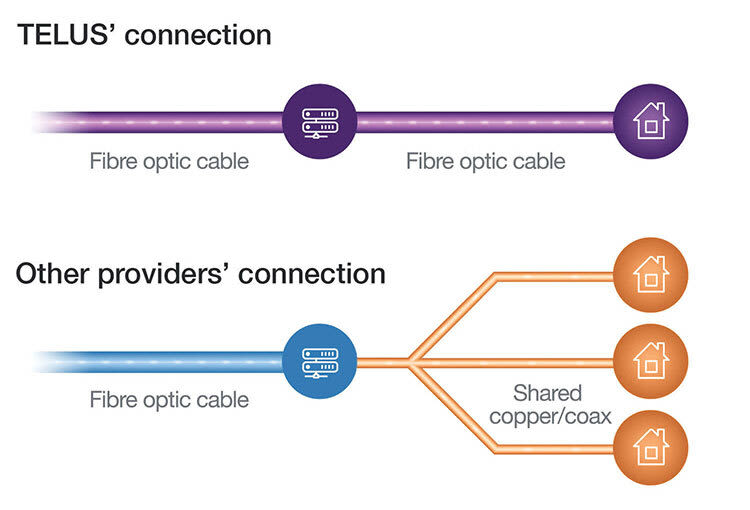 TELUS’ connection
Fibre optic cable
Fibre optic cable
Other providers’ connection
Fibre optic cable
Shared
copper/coax